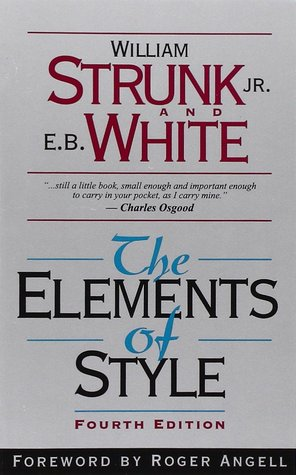 WILLIAM
STRUNK JR.
AND
E.B. WHITE
"...still a little book, small enough and important enough
to carry in your pocket, as I carry mine."
— Charles Osgood
The
ELEMENTS
of
STYLE
FOURTH EDITION
FOREWORD BY ROGER ANGELL